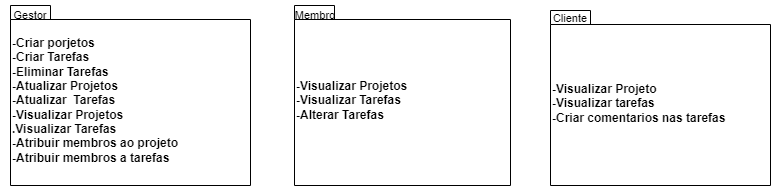 Gestor
-Criar porjetos
-Criar Tarefas
-Eliminar Tarefas
-Atualizar Projetos
-Atualizar  Tarefas
-Visualizar Projetos
.Visualizar Tarefas
-Atribuir membros ao projeto
-Atribuir membros a tarefas
Membro
-Visualizar Projetos
-Visualizar Tarefas
-Alterar Tarefas
Cliente
-Visualizar Projeto
-Visualizar tarefas
-Criar comentarios nas tarefas